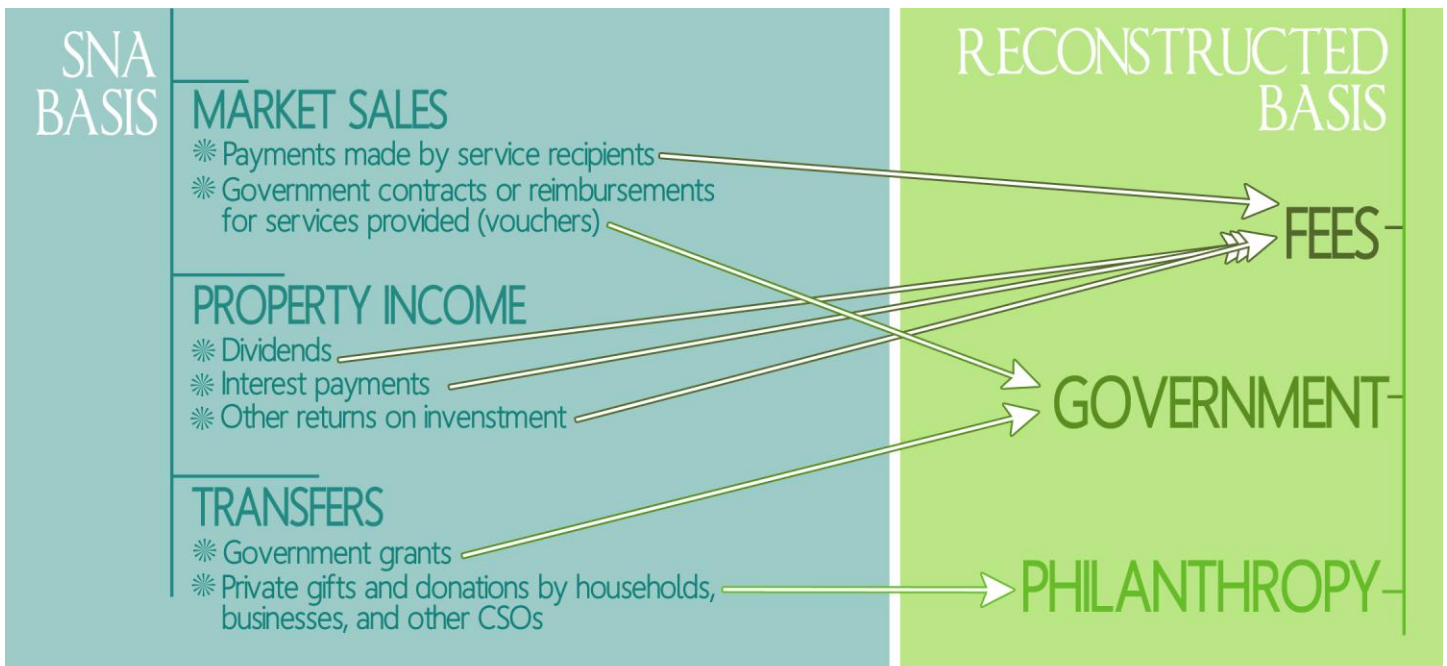 SNA
BASIS
MARKET SALES
Payments made by service recipients
Government contracts or reimbursements
for services provided (vouchers)
PROPERTY INCOME
Dividends
Interest payments
Other returns on invenstment
TRANSFERS
Government grants
Private gifts and donations by households,
businesses, and other CSOs
RECONSTRUCTED
BASIS
FEES
GOVERNMENT
PHILANTHROPY